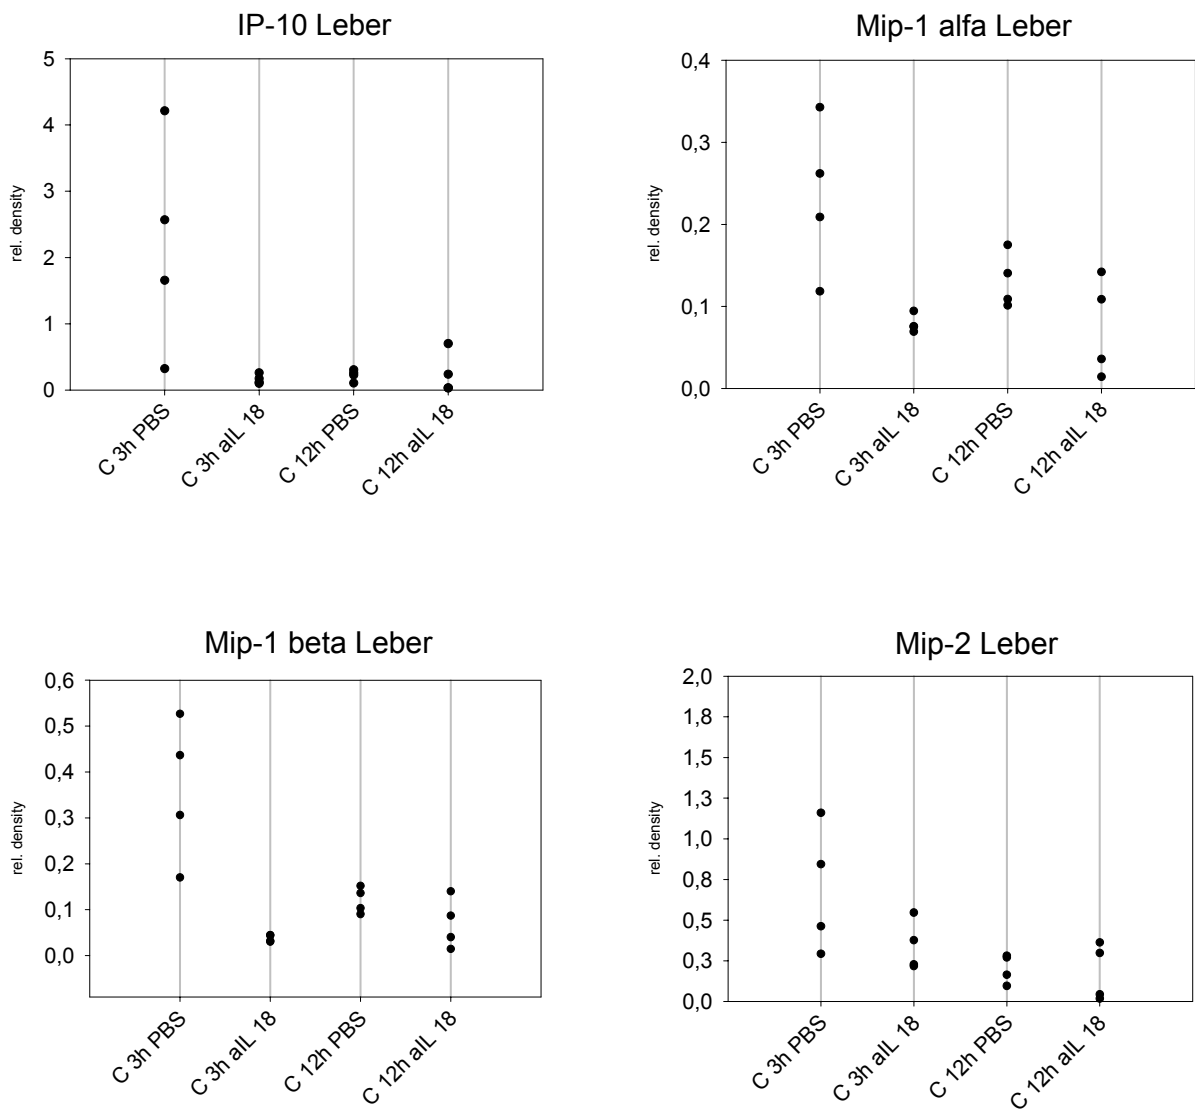 IP-10 Leber
5
4
3
2
1
0
rel. density
C 3h PBS
C 3h aIL 18
C 12h PBS
C 12h aIL 18
Mip-1 alfa Leber
0,4
0,3
0,2
0,1
0,0
rel. density
C 3h PBS
C 3h aIL 18
C 12h PBS
C 12h aIL 18
Mip-1 beta Leber
0,6
0,5
0,4
0,3
0,2
0,1
0,0
rel. density
C 3h PBS
C 3h aIL 18
C 12h PBS
C 12h aIL 18
Mip-2 Leber
2,0
1,8
1,5
1,3
1,0
0,8
0,5
0,3
0,0
rel. density
C 3h PBS
C 3h aIL 18
C 12h PBS
C 12h aIL 18